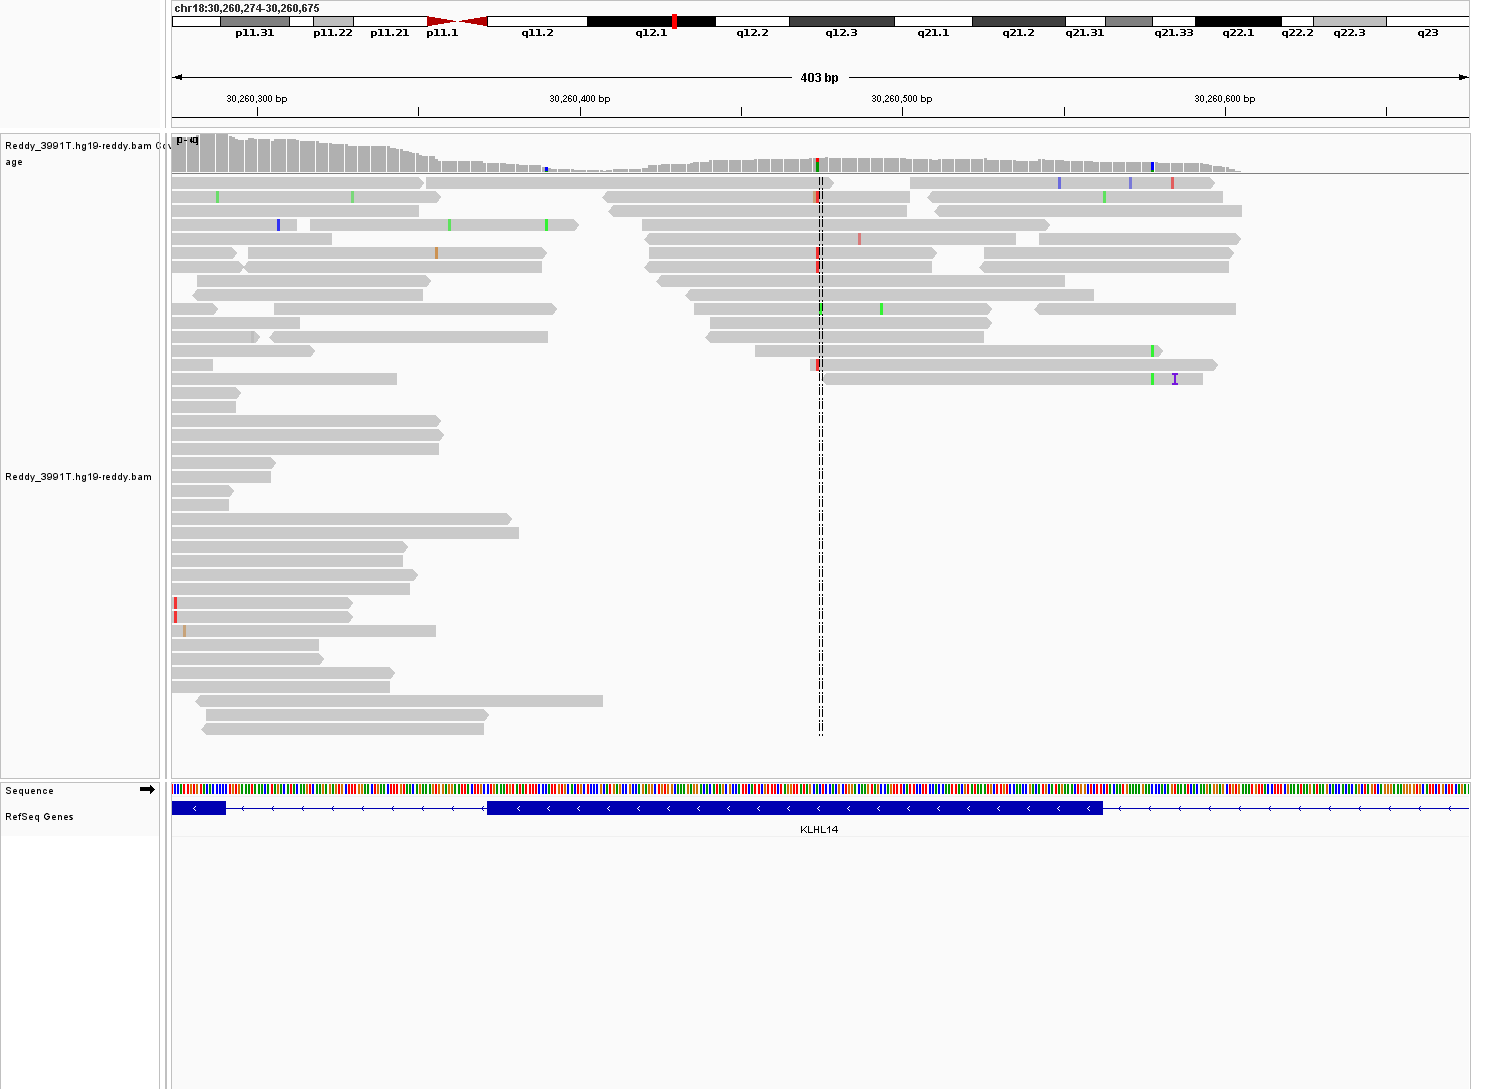 chr18:30,260,274-30,260,675
p11.31 p11.22 p11.21 p11.1 q11.2 q12.1 q12.2 q12.3 q21.1 q21.2 q21.31 q21.33 q22.1 q22.2 q22.3 q23
403 bp
30,260,300 bp 30,260,400 bp 30,260,500 bp 30,260,600 bp
Reddy_3991T.hg19-reddy.bam Cov
age
Reddy_3991T.hg19-reddy.bam
Sequence
RefSeq Genes
KLHL14